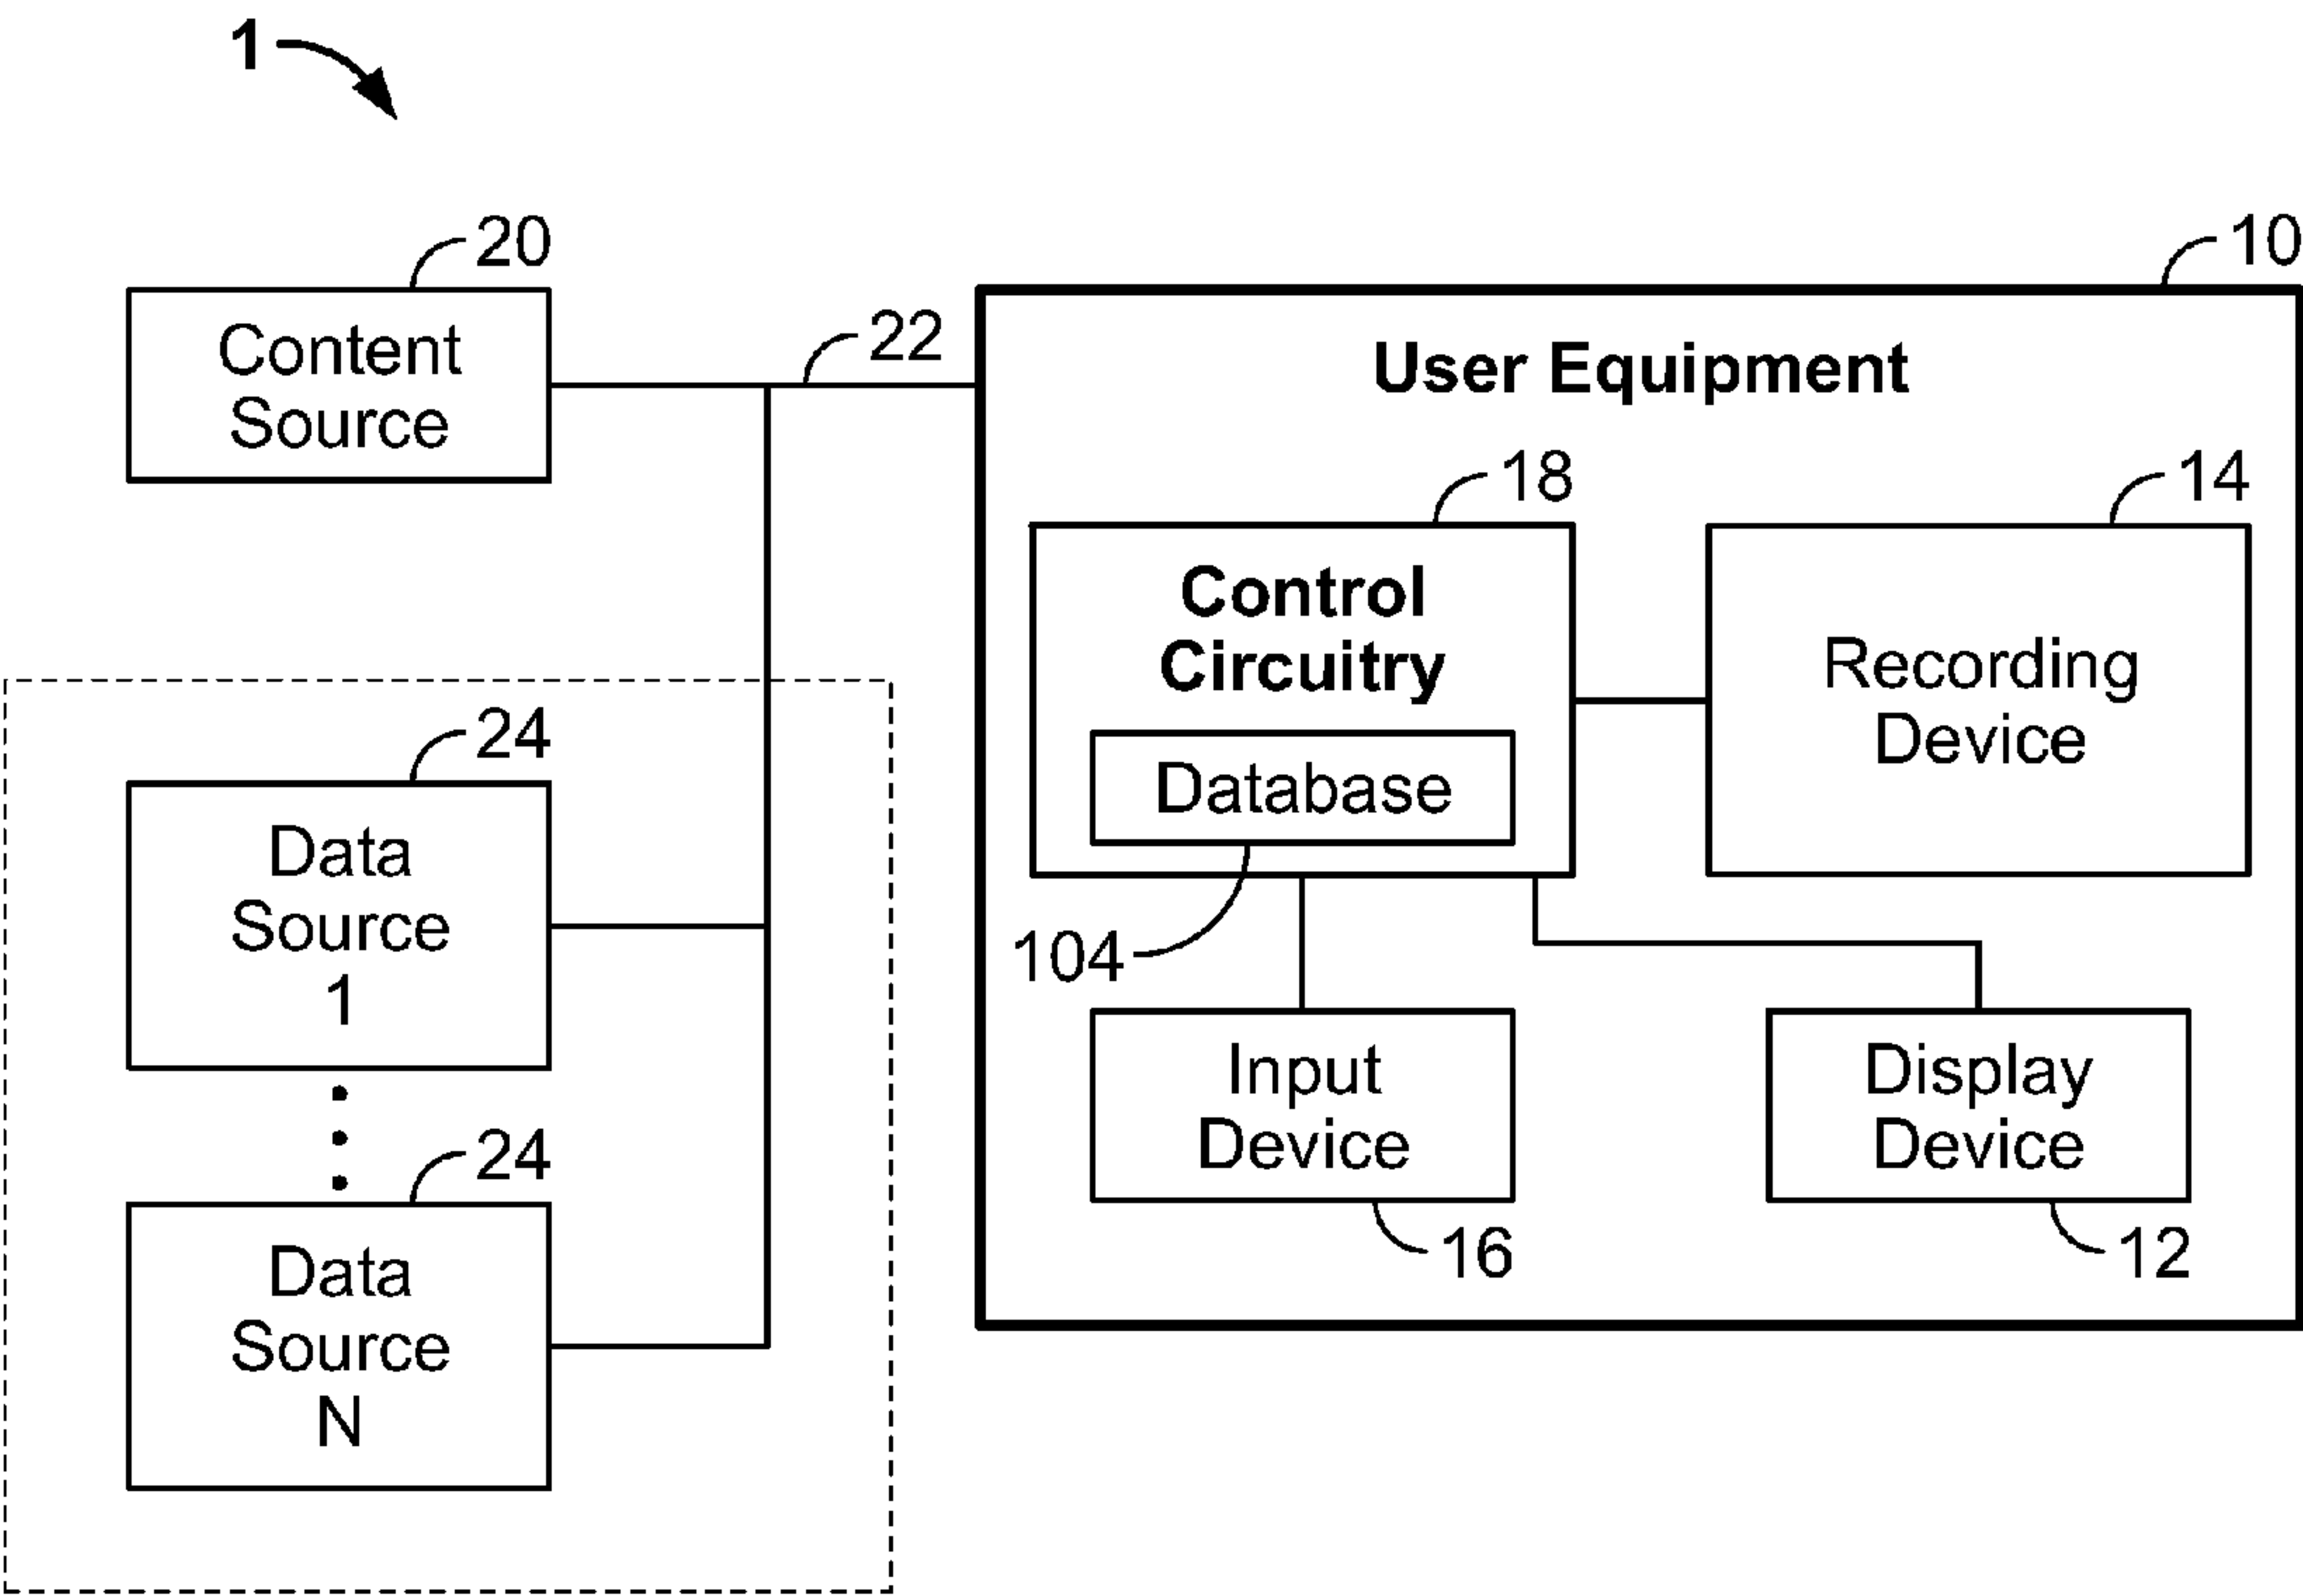 1
20
Content
Source
22
10
User Equipment
18
Control
Circuitry
Database
104
14
Recording
Device
Input
Device
16
Display
Device
12
24
Data
Source
1
24
Data
Source
N